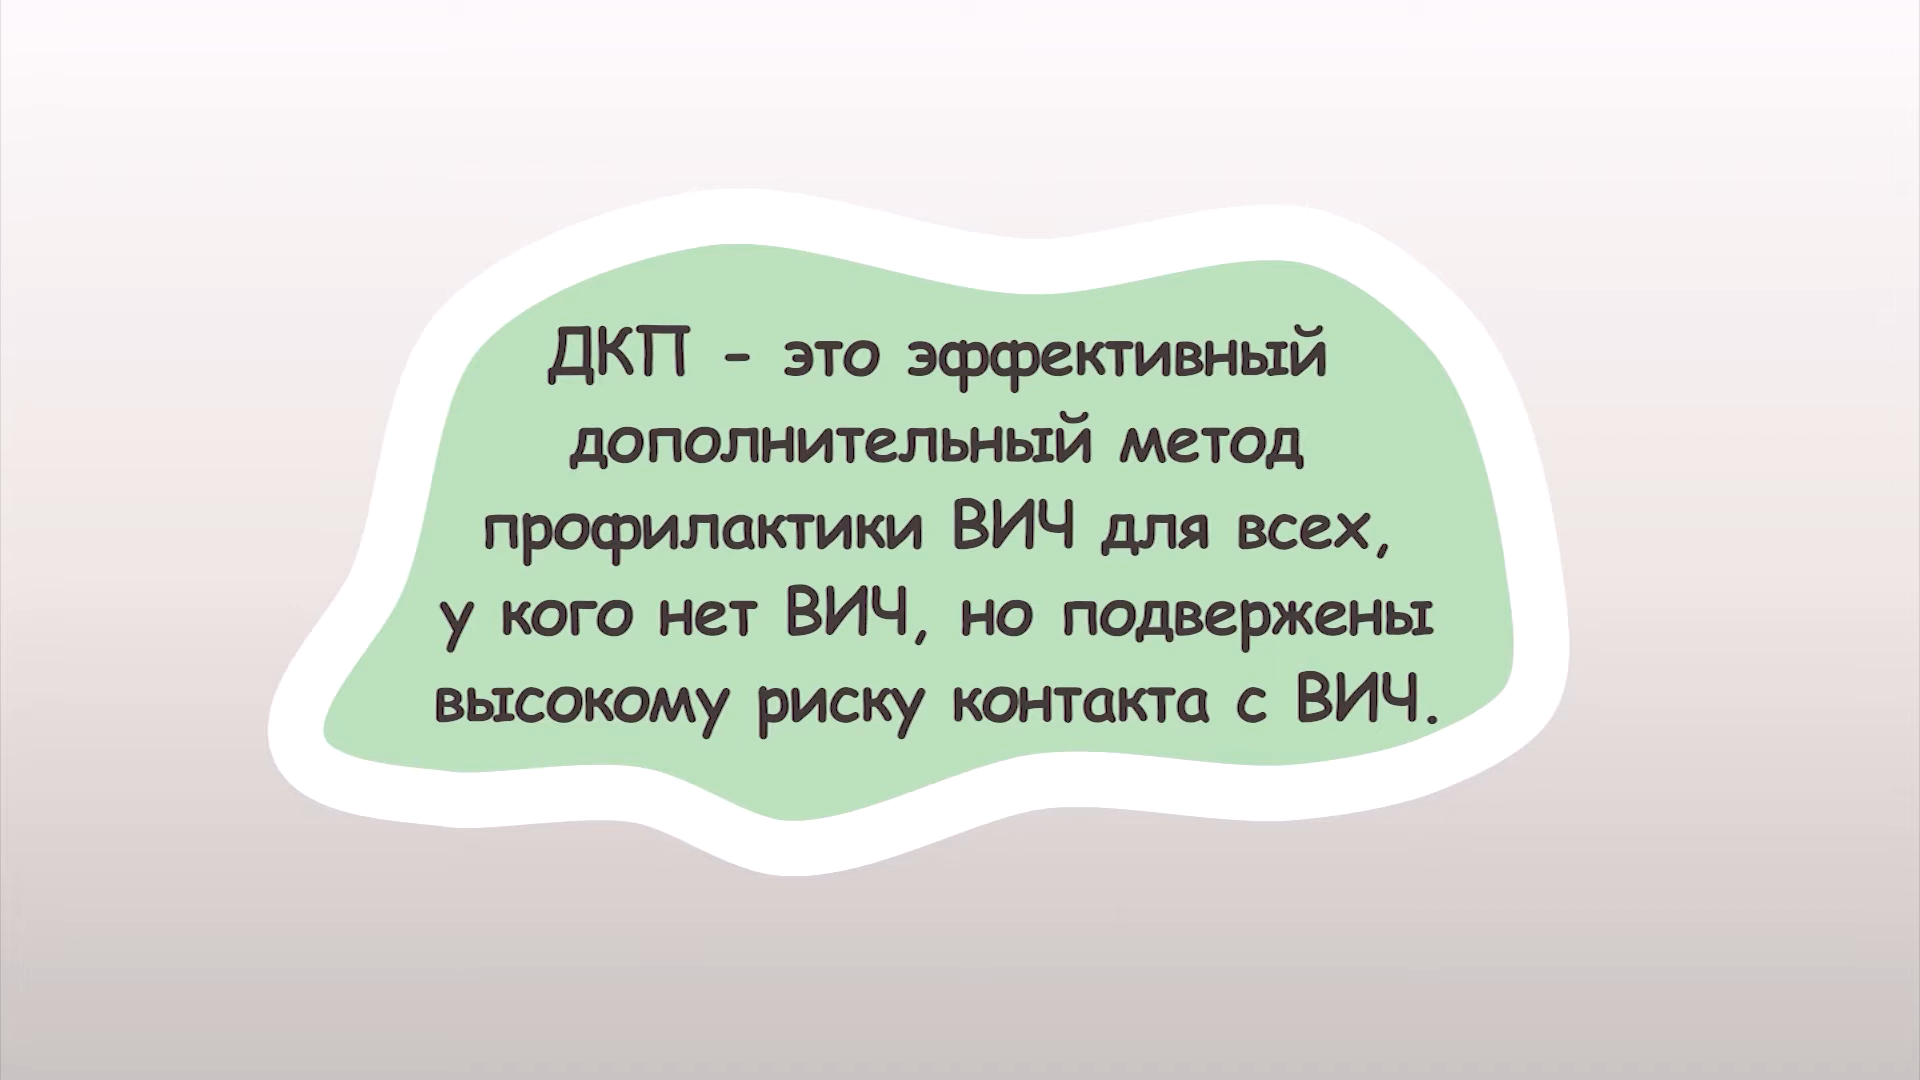 ДКП - это эффективный
дополнительный метод
профилактики ВИЧ для всех,
у кого нет ВИЧ, но подвержены
высокому риску контакта с ВИЧ.